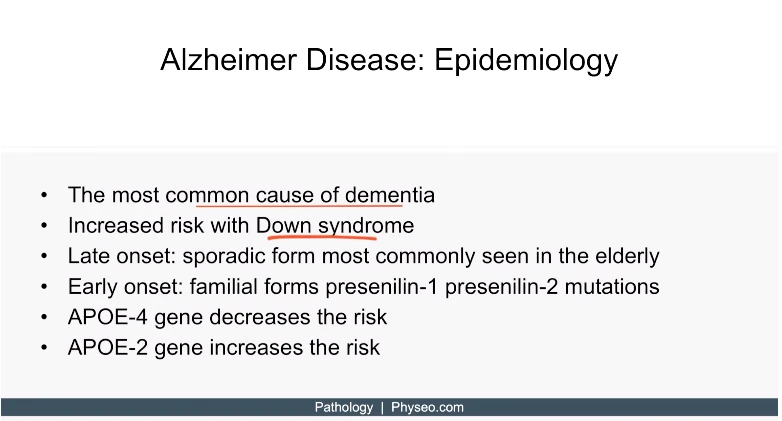 Alzheimer Disease: Epidemiology
• The most common cause of dementia
• Increased risk with Down syndrome
• Late onset: sporadic form most commonly seen in the elderly
• Early onset: familial forms presenilin-1 presenilin-2 mutations
• APOE-4 gene decreases the risk
• APOE-2 gene increases the risk
Pathology | Physeo.com